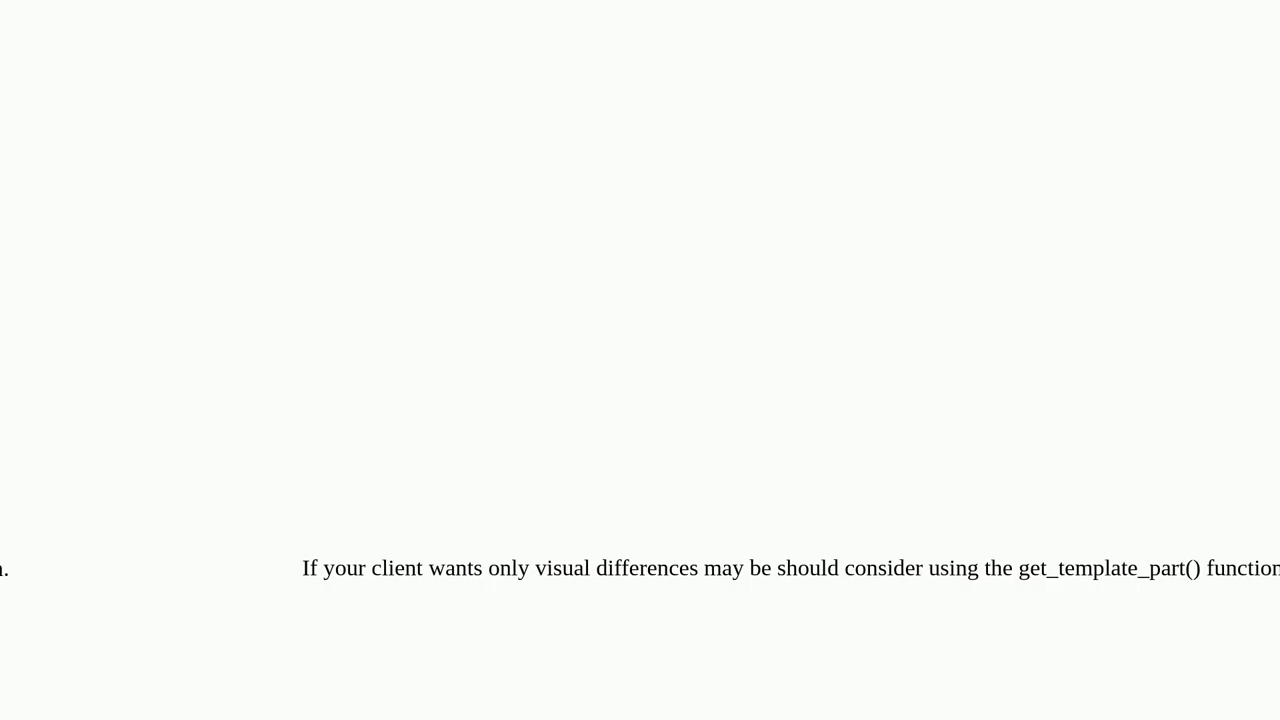 If your client wants only visual differences may be should consider using the get_template_part() function